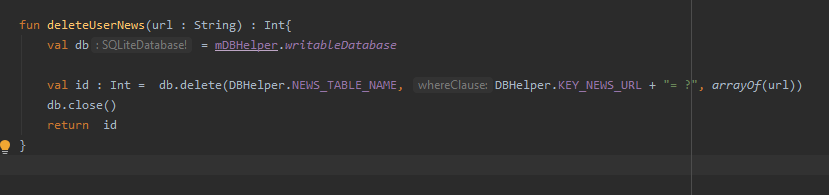 fun deleteUserNews(url : String) : Int{
val db : SQLiteDatabase! = mDBHelper.writableDatabase
val id : Int = db.delete(DBHelper.NEWS_TABLE_NAME, whereClause: DBHelper.KEY_NEWS_URL + "= ?", arrayOf(url))
db.close()
return id
}